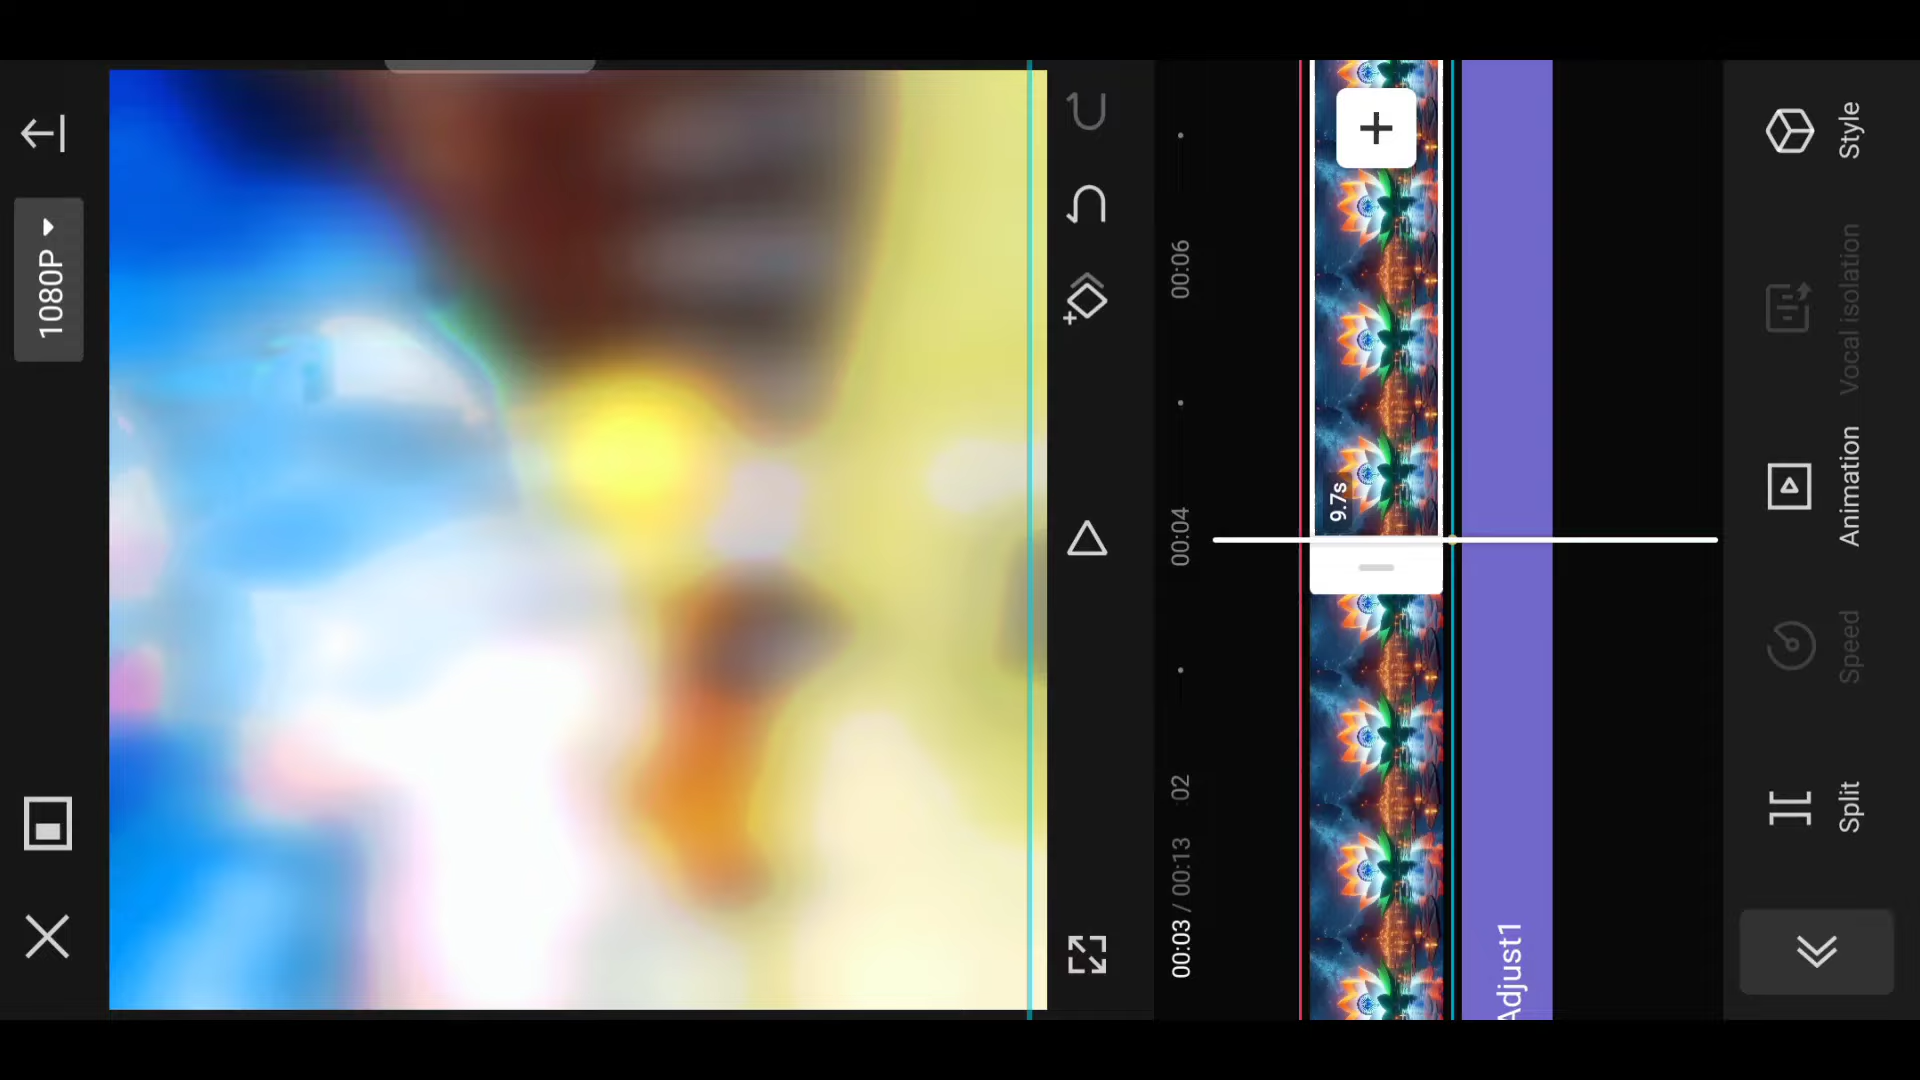 1080P
00:03 / 00:13
02
00:04
00:06
9.7s
Adjust1
Split
Speed
Animation
Vocal isolation
Style